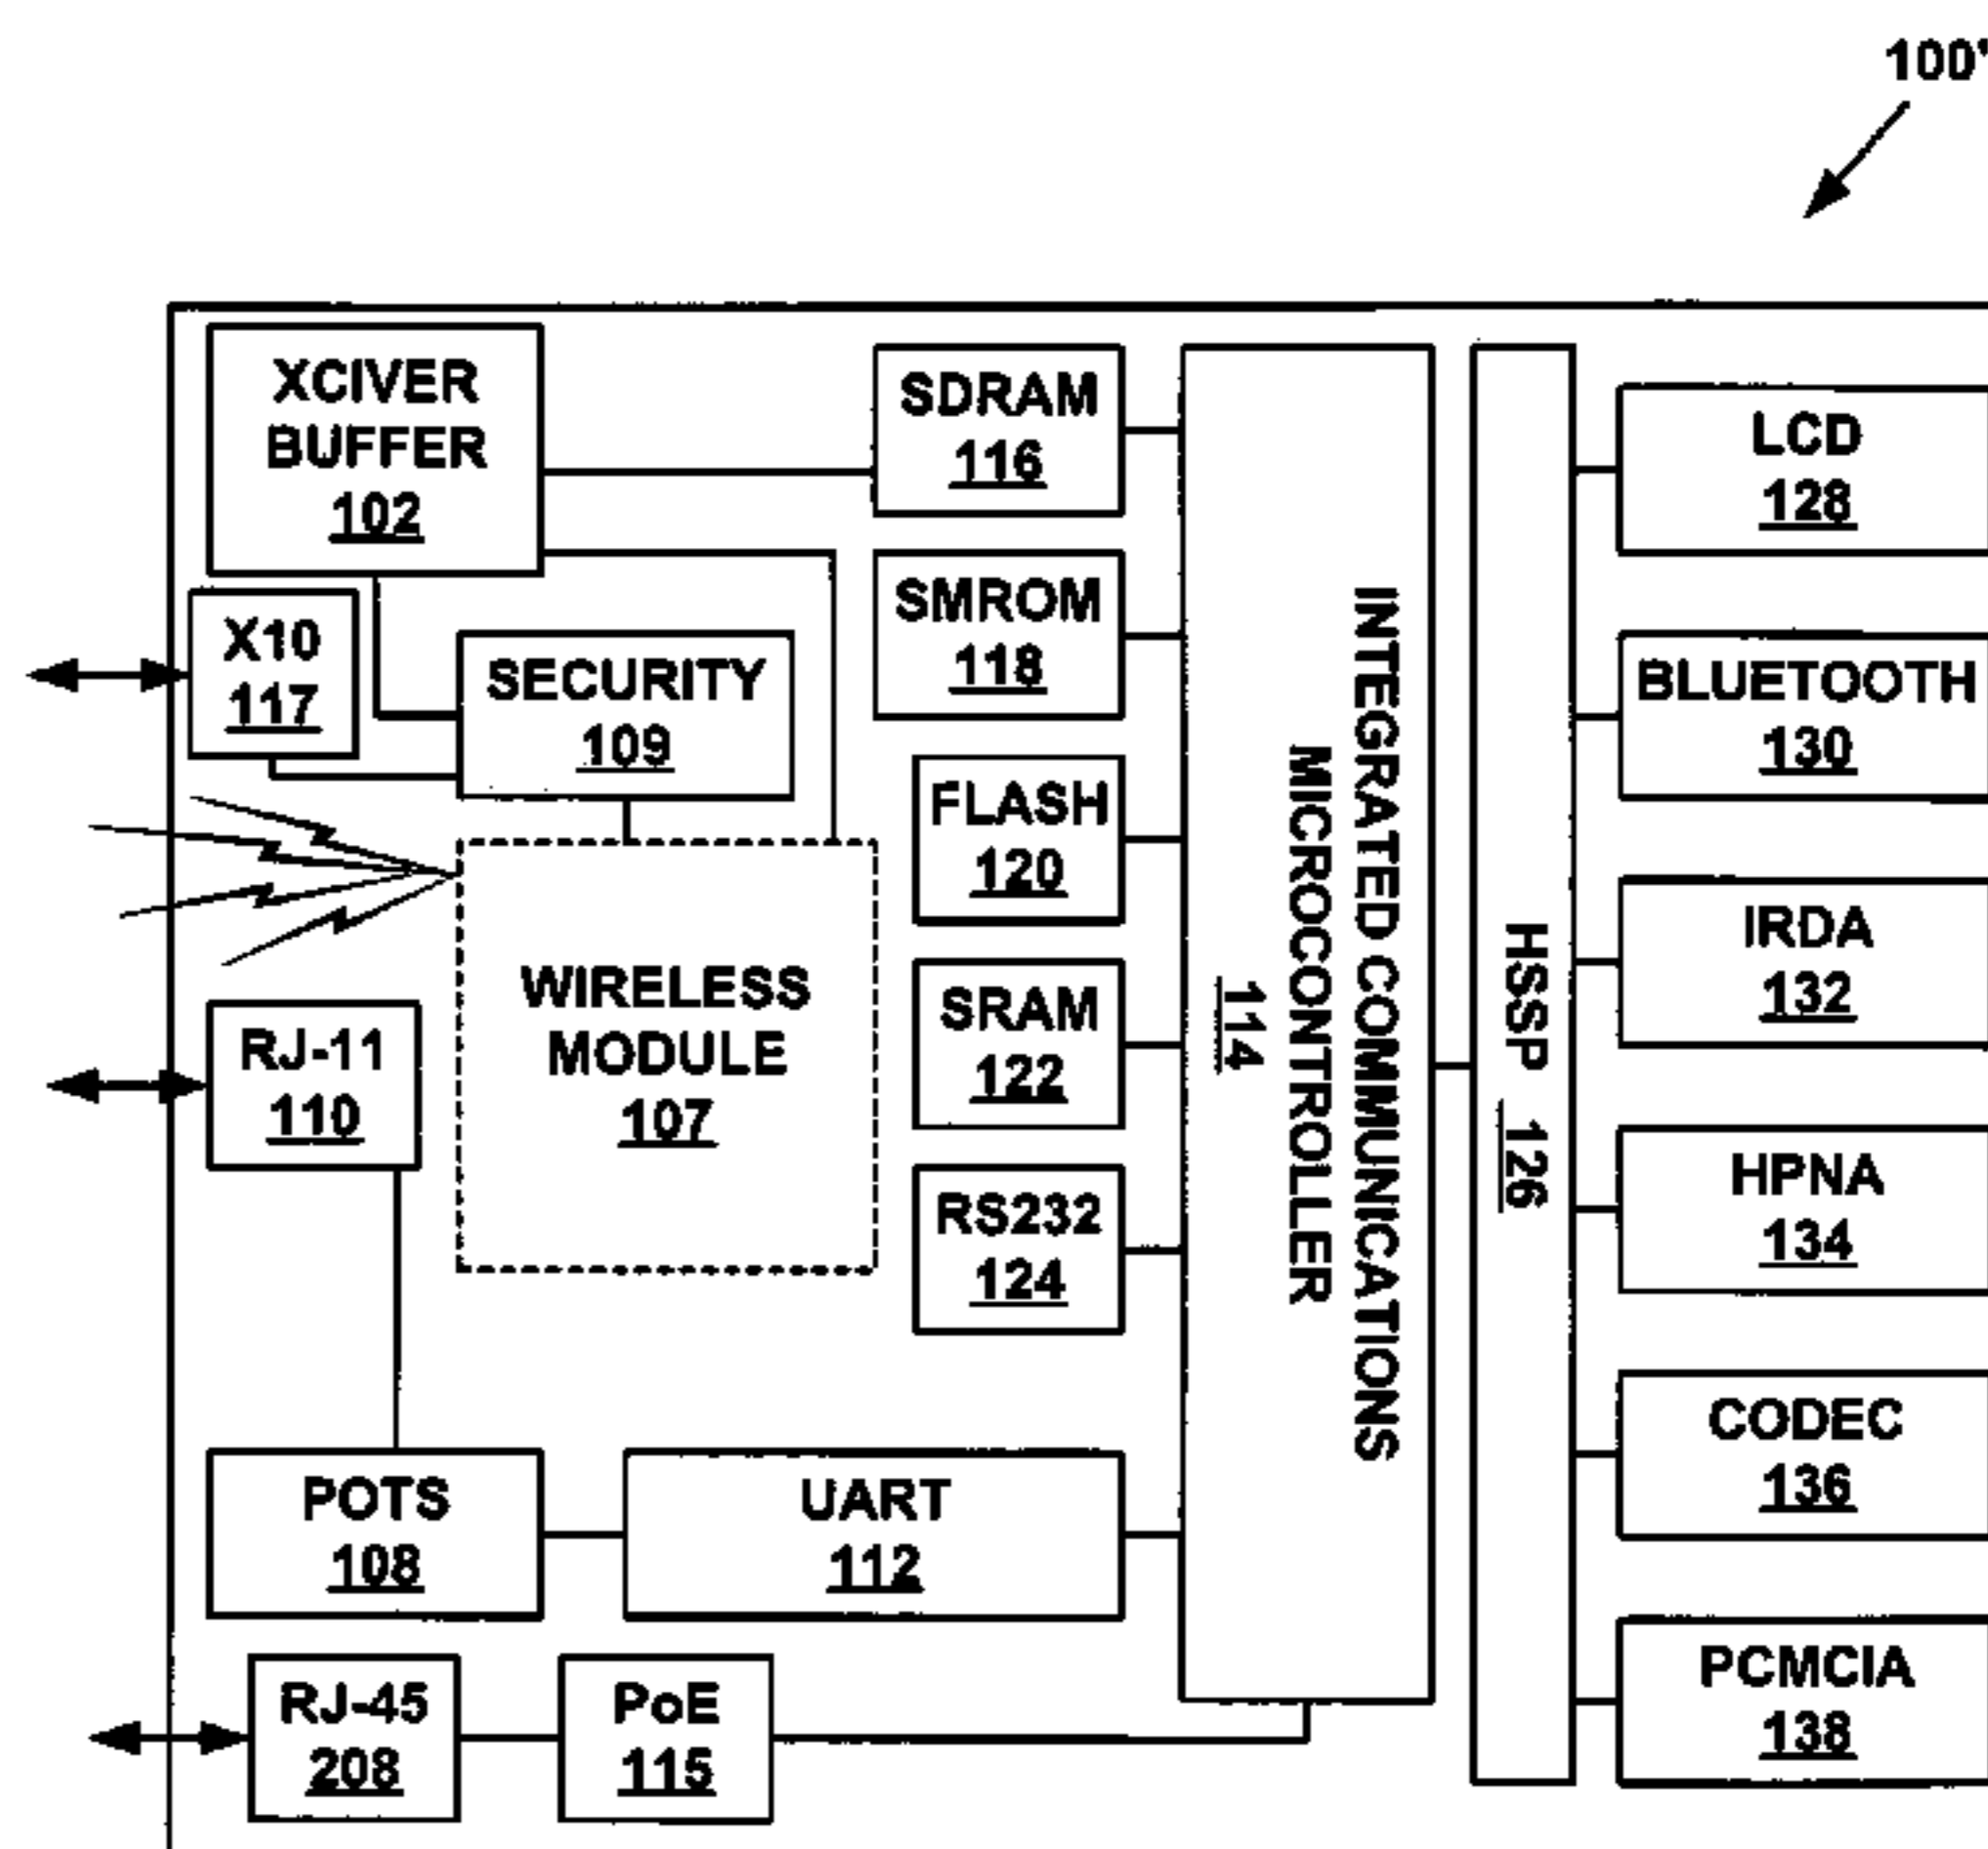 100"
XCIVER
BUFFER
102
X10
117
SECURITY
109
WIRELESS
MODULE
107
RJ-11
110
POTS
108
UART
112
RJ-45
208
PoE
115
SDRAM
116
SMROM
118
FLASH
120
SRAM
122
RS232
124
INTEGRATED COMMUNICATIONS
MICROCONTROLLER
114
HSSP 126
LCD
128
BLUETOOTH
130
IRDA
132
HPNA
134
CODEC
136
PCMCIA
138